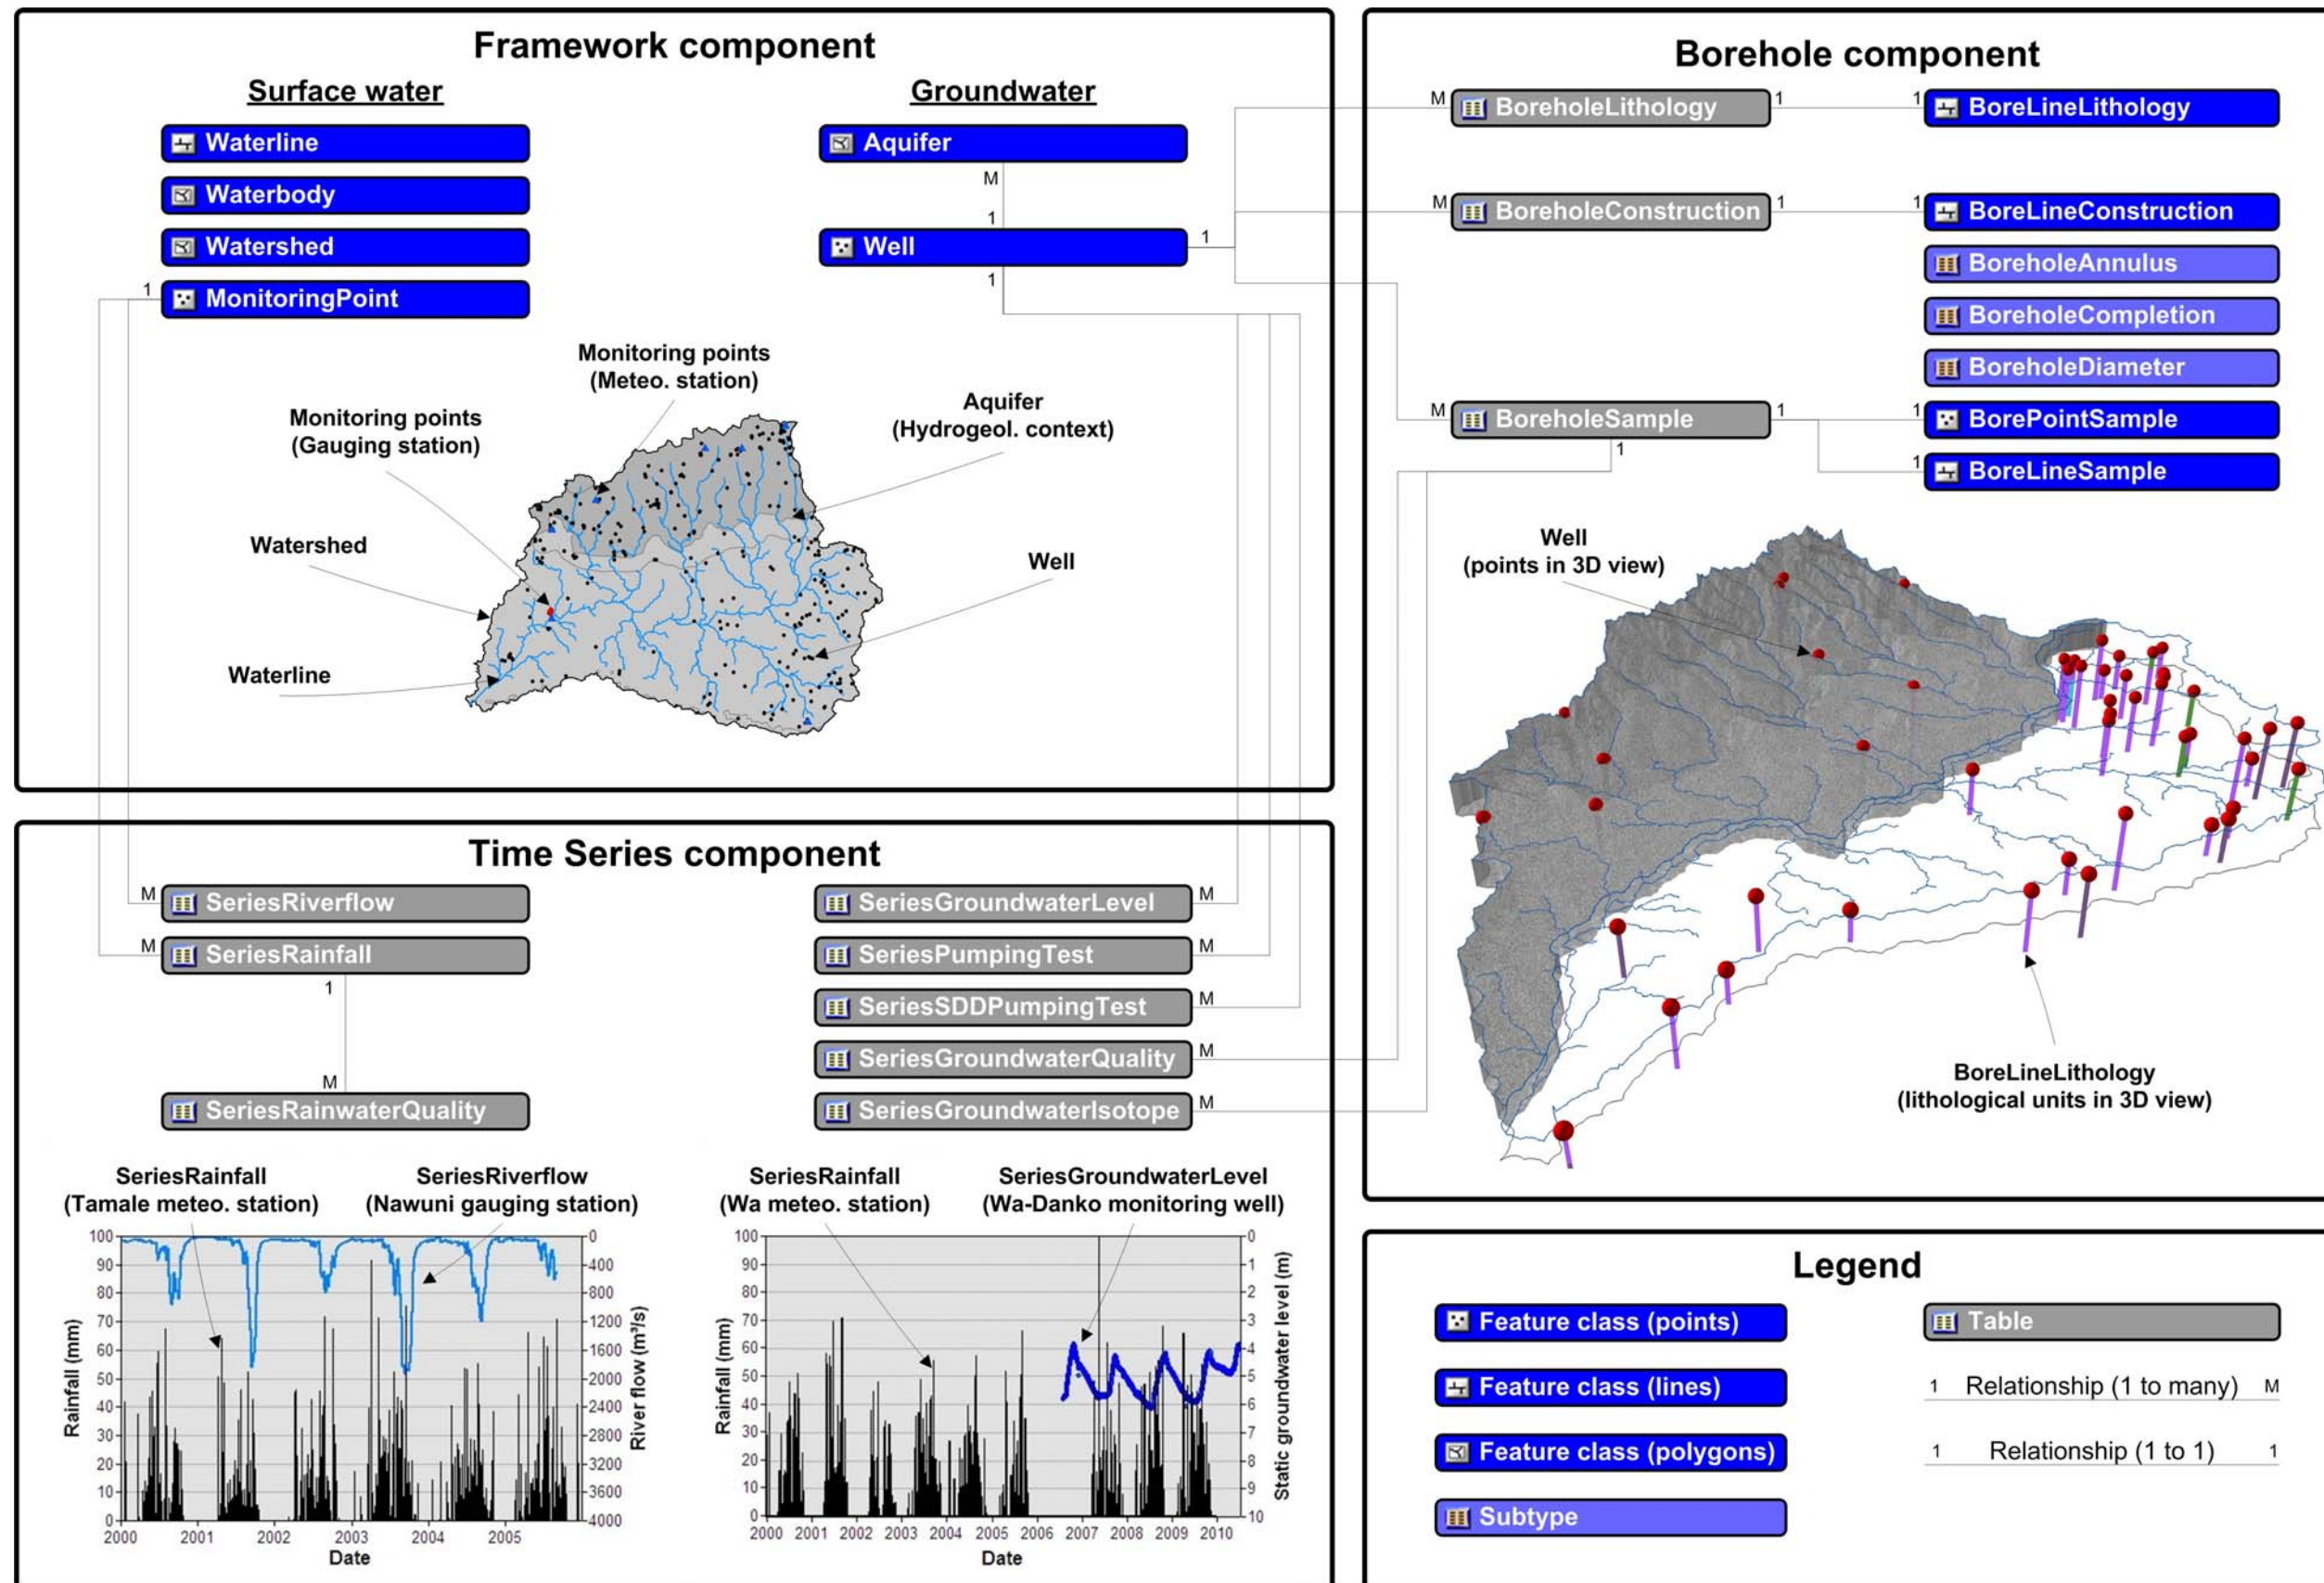 Framework component
Surface water
Groundwater
Waterline
Waterbody
Watershed
MonitoringPoint
1
Aquifer
M
1
Well
1
1
Monitoring points
(Meteo. station)
Monitoring points
(Gauging station)
Aquifer
(Hydrogeol. context)
Watershed
Well
Waterline
Borehole component
M
BoreholeLithology
1
1
BoreLineLithology
M
BoreholeConstruction
1
1
BoreLineConstruction
BoreholeAnnulus
BoreholeCompletion
BoreholeDiameter
M
BoreholeSample
1
1
BorePointSample
1
1
BoreLineSample
Well
(points in 3D view)
BoreLineLithology
(lithological units in 3D view)
Time Series component
M
SeriesRiverflow
M
SeriesRainfall
1
M
SeriesRainwaterQuality
SeriesGroundwaterLevel
M
SeriesPumpingTest
M
SeriesSDDPumpingTest
M
SeriesGroundwaterQuality
M
SeriesGroundwaterIsotope
M
SeriesRainfall
(Tamale meteo. station)
SeriesRiverflow
(Nawuni gauging station)
100
90
80
70
60
50
40
30
20
10
0
Rainfall (mm)
0
400
800
1200
1600
2000
2400
2800
3200
3600
4000
River flow (m³/s)
2000 2001 2002 2003 2004 2005
Date
SeriesRainfall
(Wa meteo. station)
SeriesGroundwaterLevel
(Wa-Danko monitoring well)
100
90
80
70
60
50
40
30
20
10
0
Rainfall (mm)
0
1
2
3
4
5
6
7
8
9
10
Static groundwater level (m)
2000 2001 2002 2003 2004 2005 2006 2007 2008 2009 2010
Date
Legend
Feature class (points)
Feature class (lines)
Feature class (polygons)
Subtype
Table
1 Relationship (1 to many) M
1 Relationship (1 to 1) 1